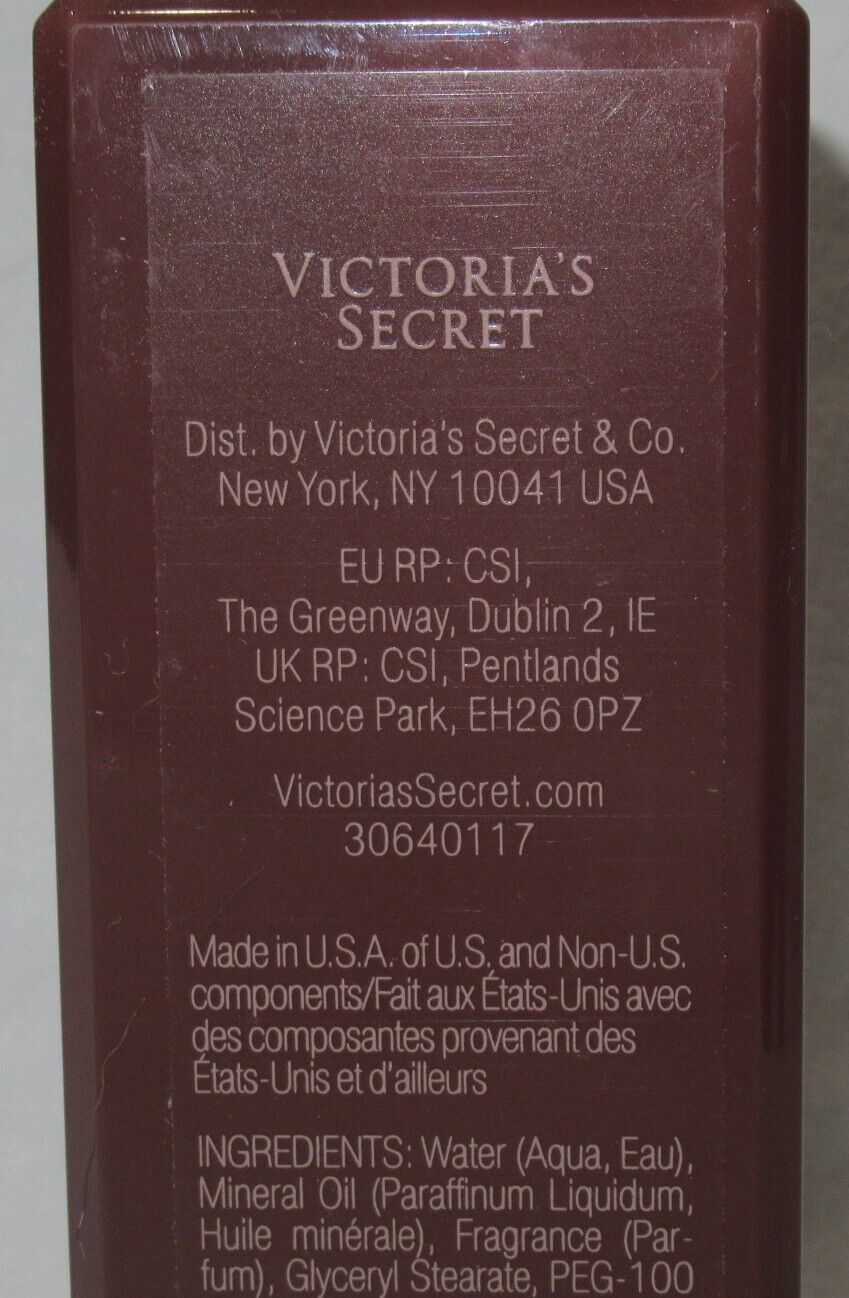 VICTORIA'S
SECRET
Dist. by Victoria's Secret & Co.
New York, NY 10041 USA
EU RP: CSI,
The Greenway, Dublin 2, IE
UK RP: CSI, Pentlands
Science Park, EH26 0PZ
VictoriasSecret.com
30640117
Made in U.S.A. of U.S. and Non-U.S.
components/Fait aux États-Unis avec
des composantes provenant des
États-Unis et d'ailleurs
INGREDIENTS: Water (Aqua, Eau),
Mineral Oil (Paraffinum Liquidum,
Huile minérale), Fragrance (Par-
fum), Glyceryl Stearate, PEG-100